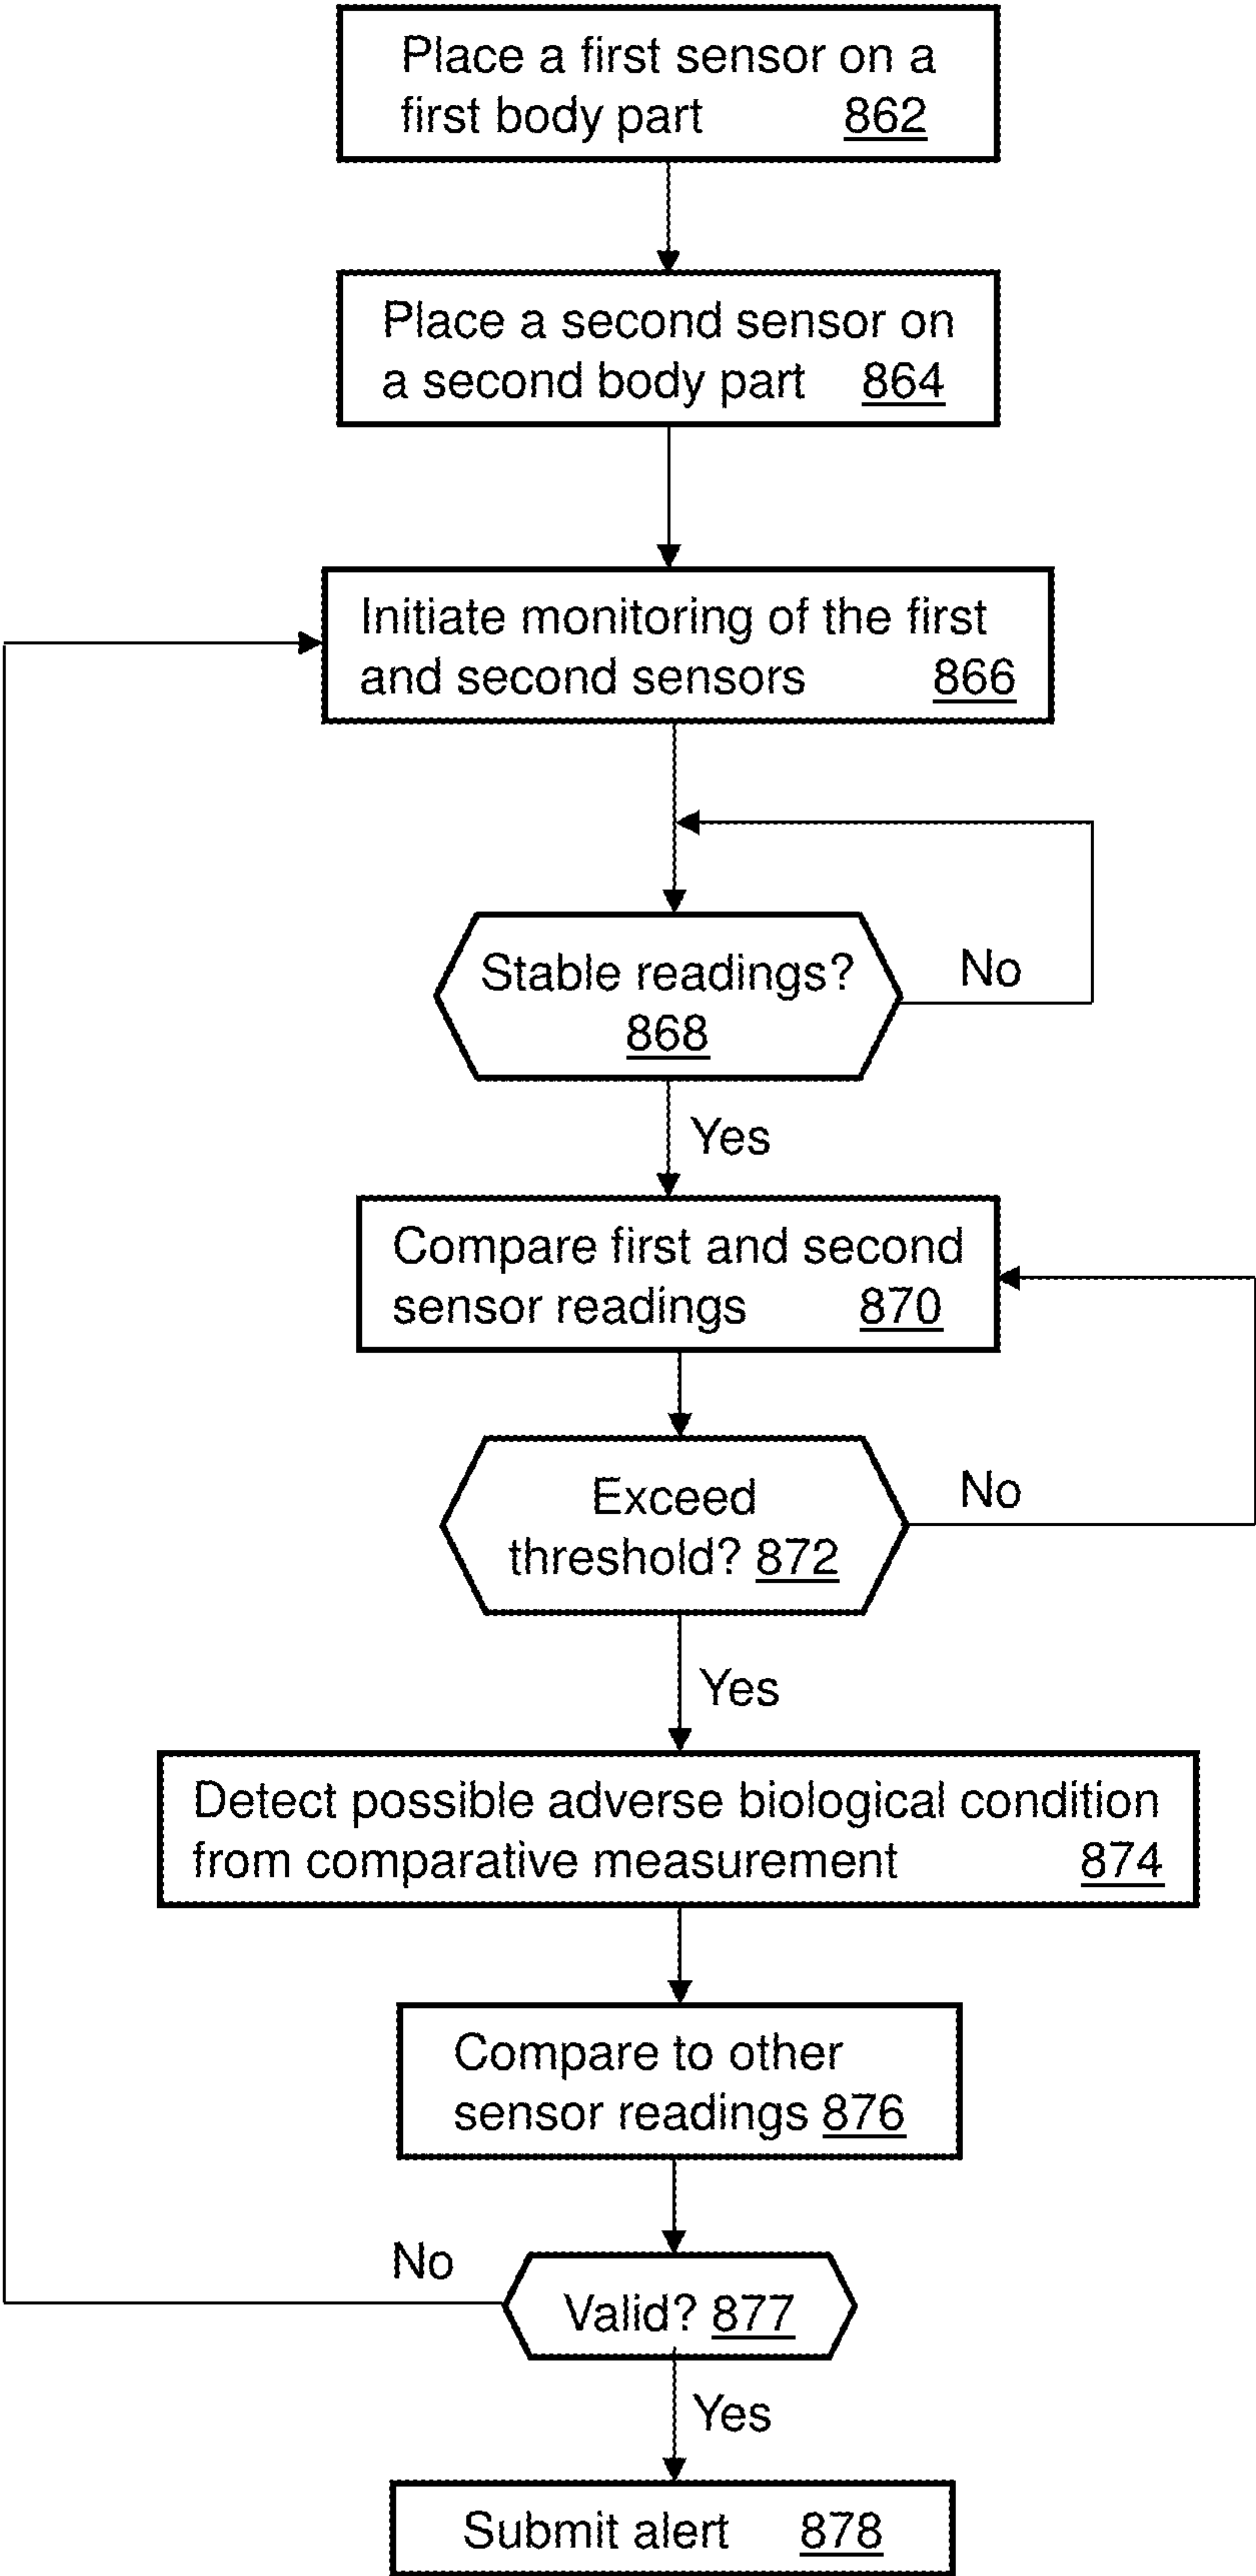 Place a first sensor on a
first body part 862
Place a second sensor on
a second body part 864
Initiate monitoring of the first
and second sensors 866
Stable readings?
868
No
Yes
Compare first and second
sensor readings 870
Exceed
threshold? 872
No
Yes
Detect possible adverse biological condition
from comparative measurement 874
Compare to other
sensor readings 876
No
Valid? 877
Yes
Submit alert 878